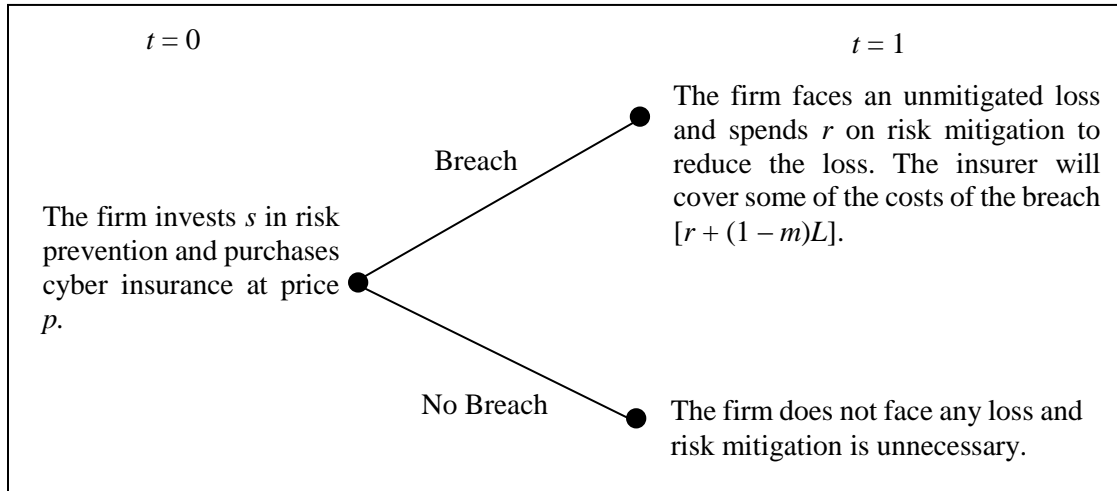 t = 0
t = 1
The firm faces an unmitigated loss
and spends r on risk mitigation to
reduce the loss. The insurer will
cover some of the costs of the breach
[r + (1 – m)L].
Breach
The firm invests s in risk
prevention and purchases
cyber insurance at price
p.
No Breach
The firm does not face any loss and
risk mitigation is unnecessary.